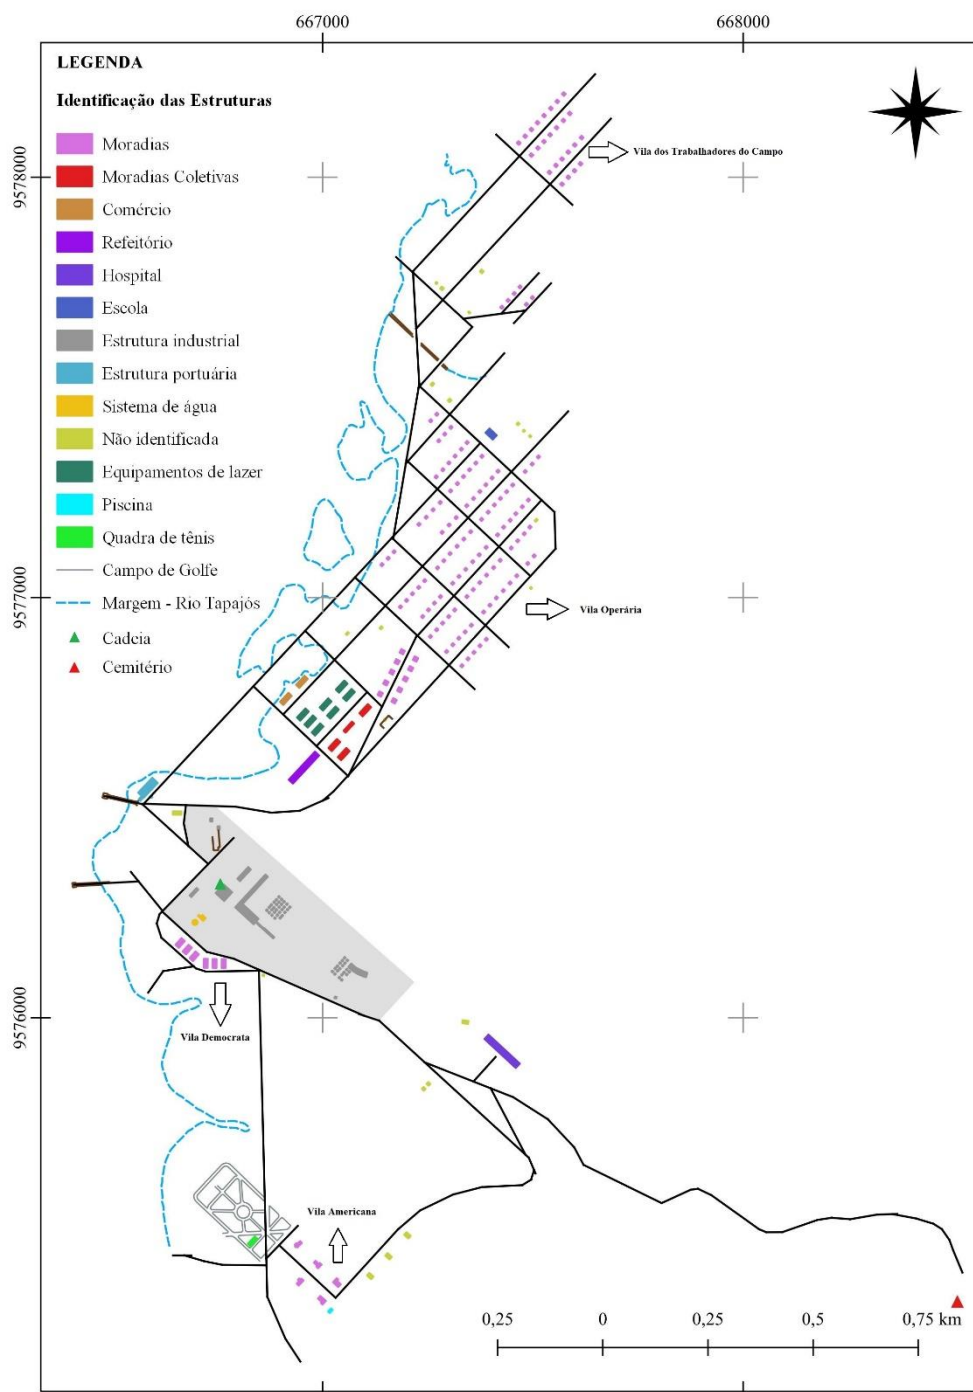 667000
668000
LEGENDA
Identificação das Estruturas
Moradias
Moradias Coletivas
Comércio
Refeitório
Hospital
Escola
Estrutura industrial
Estrutura portuária
Sistema de água
Não identificada
Equipamentos de lazer
Piscina
Quadra de tênis
Campo de Golfe
Margem - Rio Tapajós
Cadeia
Cemitério
9578000
9577000
9576000
Vila dos Trabalhadores do Campo
Vila Operária
Vila Democrata
Vila Americana
0,25 0 0,25 0,5 0,75 km